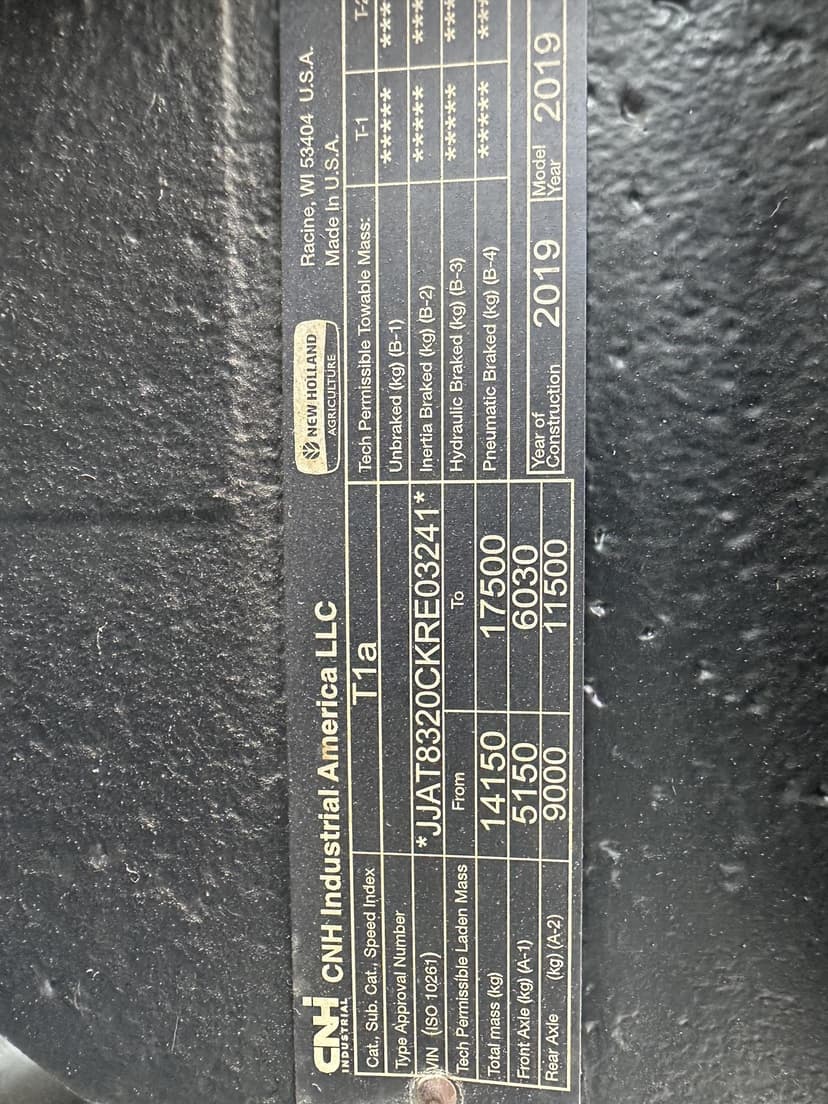 CNH INDUSTRIAL CNH Industrial America LLC NEW HOLLAND AGRICULTURE Racine, WI 53404 U.S.A.
Made In U.S.A.
Cat., Sub. Cat., Speed Index T1a
Type Approval Number
VIN (ISO 10261) *JJAT8320CKRE03241*
Tech Permissible Laden Mass From To
Total mass (kg) 14150 17500
Front Axle (kg) (A-1) 5150 6030
Rear Axle (kg) (A-2) 9000 11500
Tech Permissible Towable Mass: T-1
Unbraked (kg) (B-1) ***** ***
Inertia Braked (kg) (B-2) ***** ***
Hydraulic Braked (kg) (B-3) ***** ***
Pneumatic Braked (kg) (B-4) ***** ***
Year of Construction 2019 Model Year 2019